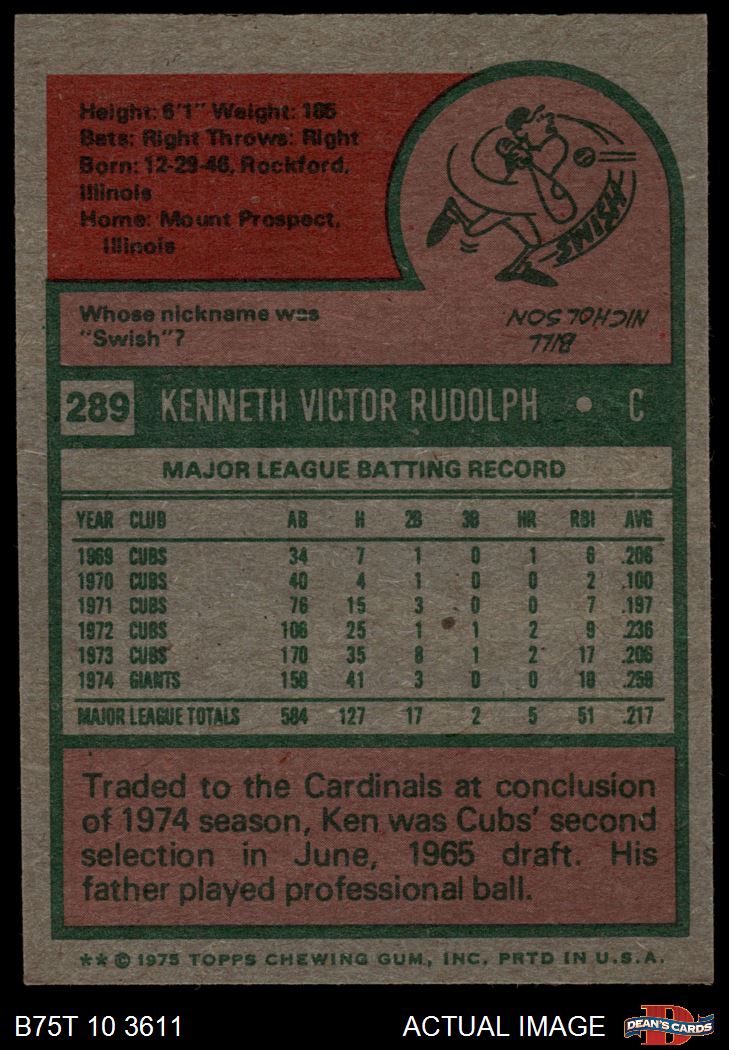 Height: 6'1" Weight: 185
Bats: Right Throws: Right
Born: 12-29-46, Rockford,
Illinois
Home: Mount Prospect,
Illinois
SWISH
Whose nickname was
"Swish"?
BILL
NICHOLSON
289 KENNETH VICTOR RUDOLPH • C
MAJOR LEAGUE BATTING RECORD
YEAR CLUB AB H 2B 3B HR RBI AVG
1969 CUBS 34 7 1 0 1 6 .206
1970 CUBS 40 4 1 0 0 2 .100
1971 CUBS 76 15 3 0 0 7 .197
1972 CUBS 106 25 1 1 2 9 .236
1973 CUBS 170 35 8 1 2 17 .206
1974 GIANTS 158 41 3 0 0 10 .259
MAJOR LEAGUE TOTALS 584 127 17 2 5 51 .217
Traded to the Cardinals at conclusion
of 1974 season, Ken was Cubs' second
selection in June, 1965 draft. His
father played professional ball.
** © 1975 TOPPS CHEWING GUM, INC. PRTD IN U.S.A.
B75T 10 3611 ACTUAL IMAGE DEAN'S CARDS